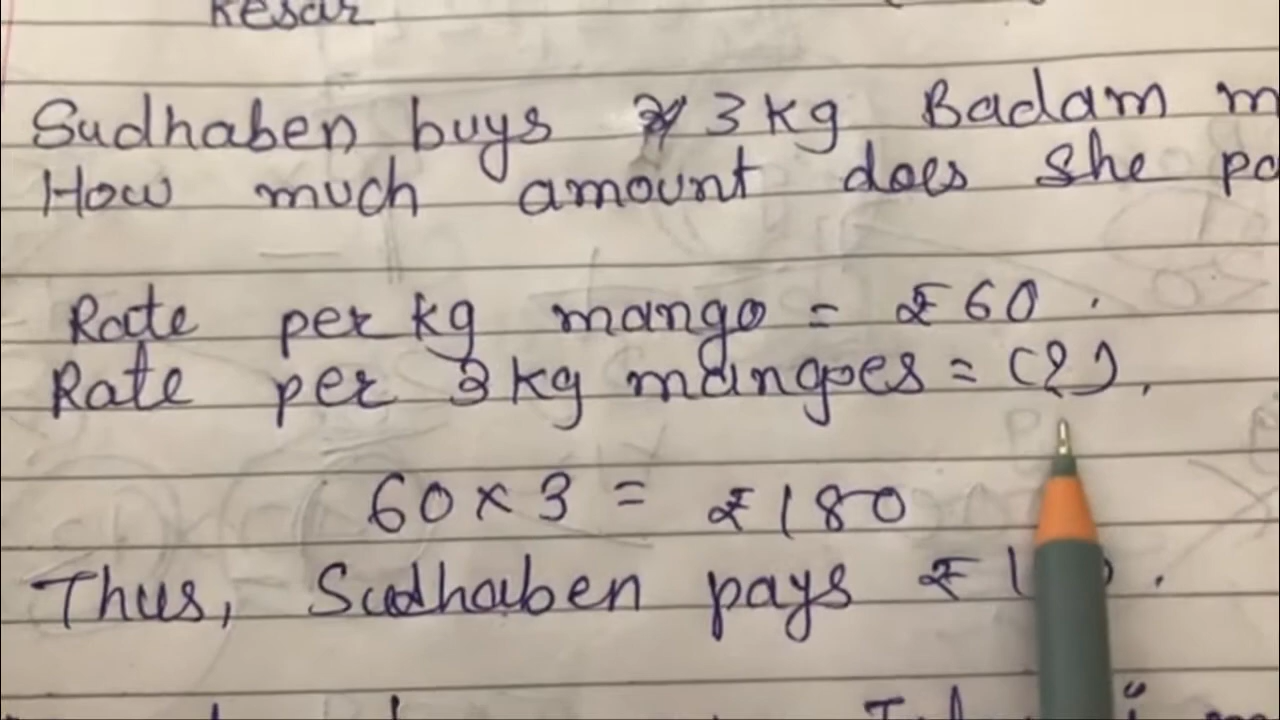 Kesar
Sudhaben buys 3 kg Badam
How much amount does she
Rate per kg mango = ₹60.
Rate per 3 kg mangoes = (?).
60 × 3 = ₹180
Thus, Sudhaben pays ₹